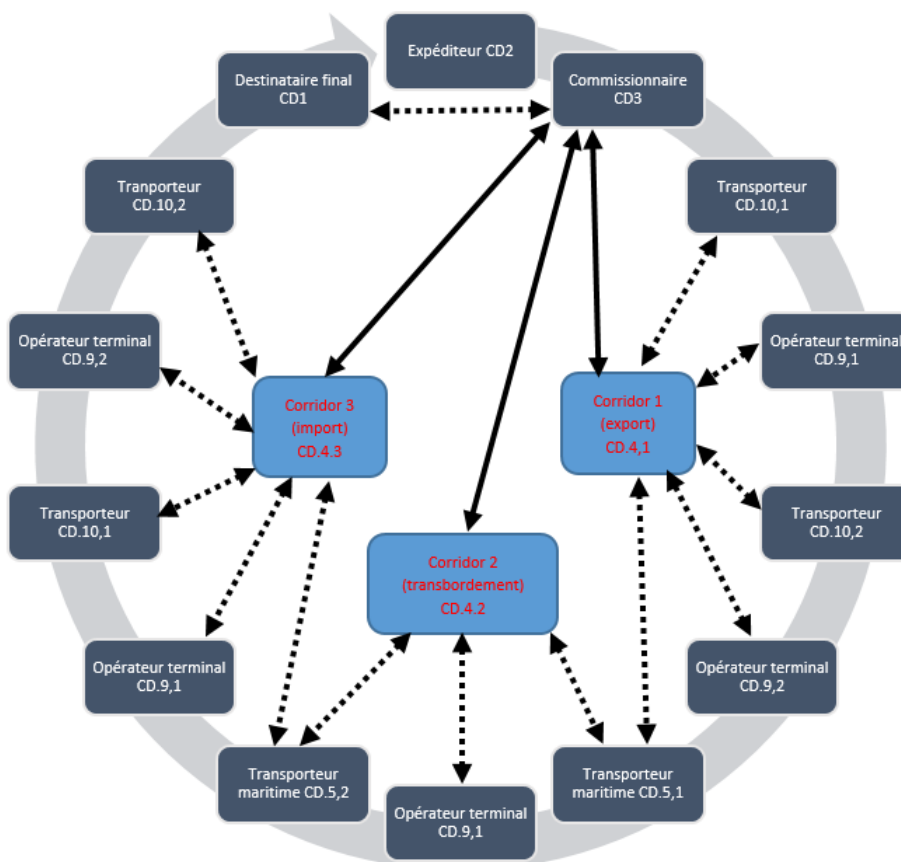 Expéditeur CD2
Destinataire final
CD1
Commissionnaire
CD3
Tranporteur
CD.10,2
Transporteur
CD.10,1
Opérateur terminal
CD.9,2
Opérateur terminal
CD.9,1
Corridor 3
(import)
CD.4.3
Corridor 1
(export)
CD.4,1
Transporteur
CD.10,1
Transporteur
CD.10,2
Corridor 2
(transbordement)
CD.4.2
Opérateur terminal
CD.9,1
Opérateur terminal
CD.9,2
Transporteur
maritime CD.5,2
Transporteur
maritime CD.5,1
Opérateur terminal
CD.9,1